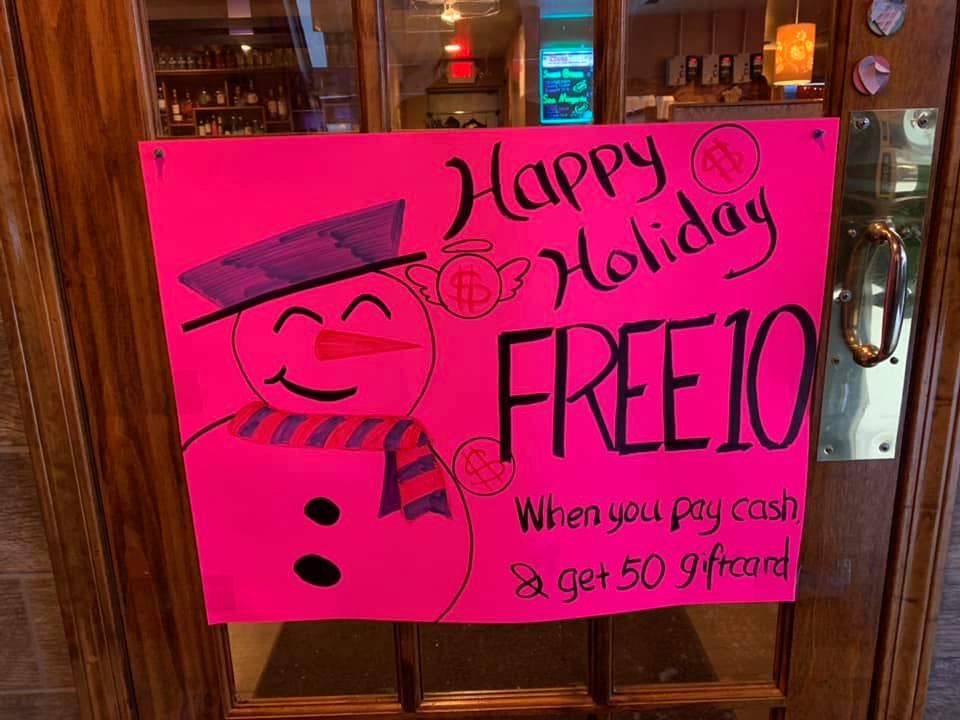 Happy
Holiday
FREE10
When you pay cash,
& get 50 giftcard
$
$
$